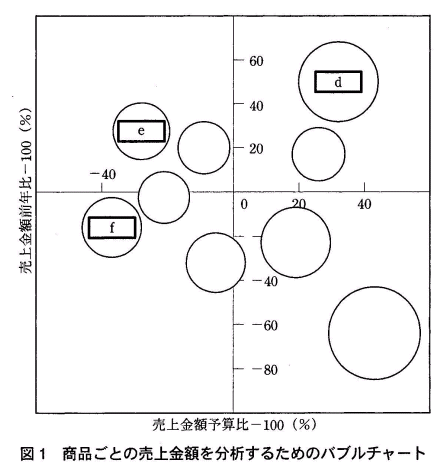 60
d
40
e
20
－40
0
20
40
f
－40
－60
－80
売上金額前年比－100（%）
売上金額予算比－100（%）
図1　商品ごとの売上金額を分析するためのバブルチャート